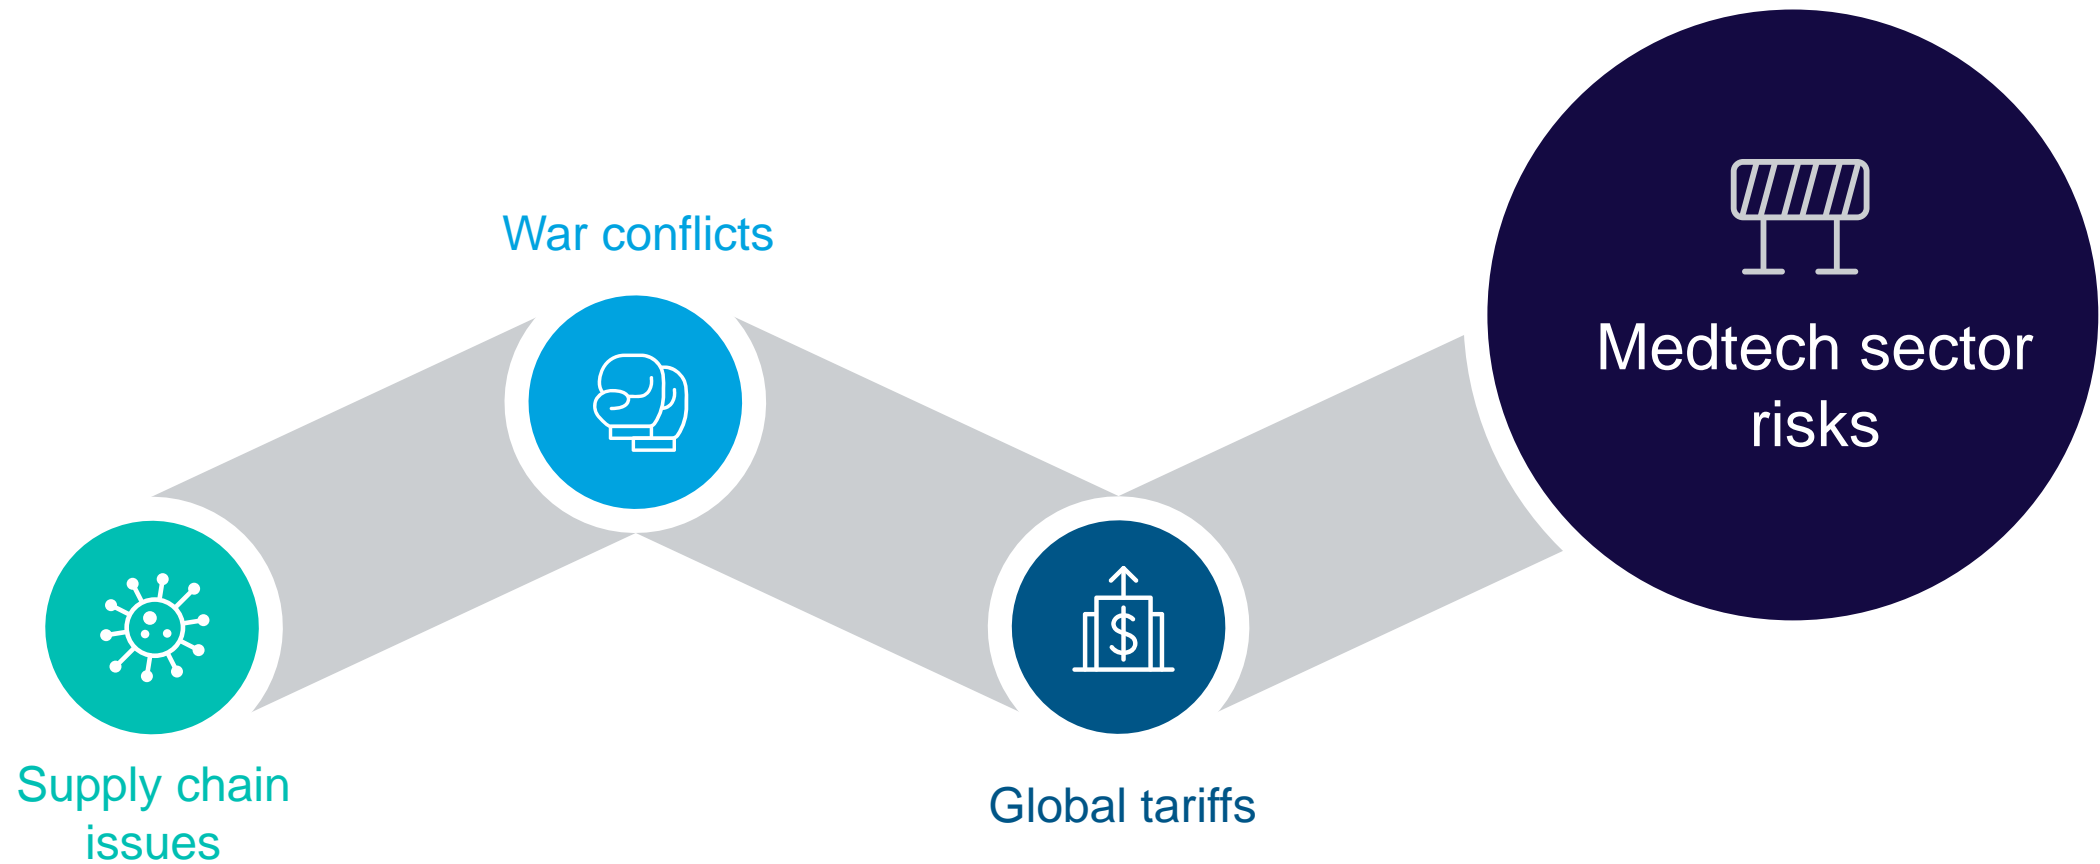 War conflicts
Medtech sector
risks
Supply chain
issues
Global tariffs